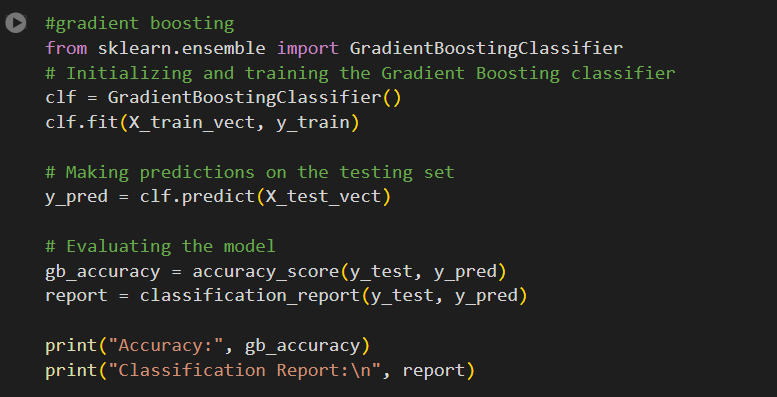 #gradient boosting
from sklearn.ensemble import GradientBoostingClassifier
# Initializing and training the Gradient Boosting classifier
clf = GradientBoostingClassifier()
clf.fit(X_train_vect, y_train)

# Making predictions on the testing set
y_pred = clf.predict(X_test_vect)

# Evaluating the model
gb_accuracy = accuracy_score(y_test, y_pred)
report = classification_report(y_test, y_pred)

print("Accuracy:", gb_accuracy)
print("Classification Report:\n", report)